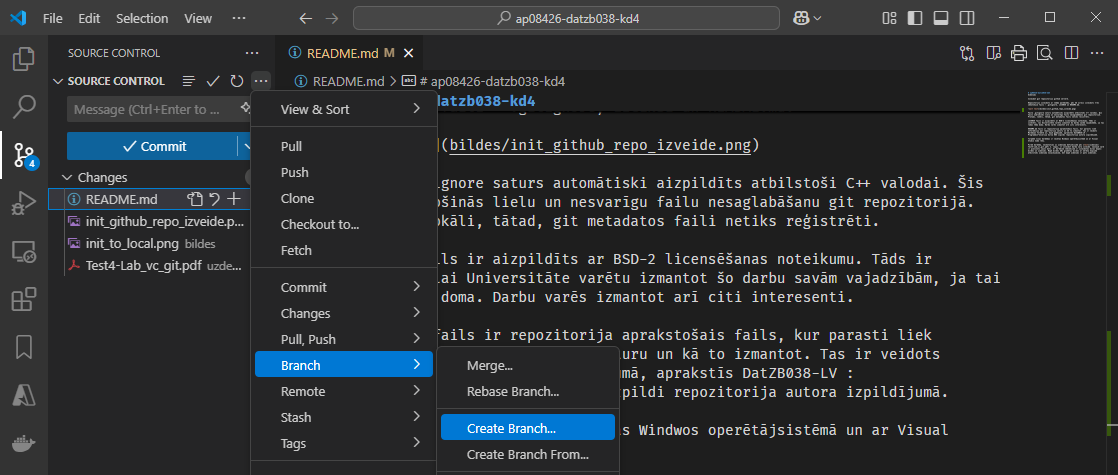 Edit Selection View ···
ap08426-datzb038-kd4
SOURCE CONTROL ···
README.md M
SOURCE CONTROL ···
README.md > # ap08426-datzb038-kd4
Message (Ctrl+Enter to ...
Commit
Changes
README.md
init_github_repo_izveide.p...
init_to_local.png bildes
Test4-Lab_vc_git.pdf uzde...
4
View & Sort
Pull
Push
Clone
Checkout to...
Fetch
Commit
Changes
Pull, Push
Branch
Remote
Stash
Tags
Merge...
Rebase Branch...
Create Branch...
Create Branch From...
datzb038-kd4
](bildes/init_github_repo_izveide.png)
ignore saturs automātiski aizpildīts atbilstoši C++ valodai. Šis
ošinās lielu un nesvarīgu failu nesaglabāšanu git repozitorijā.
okāli, tātad, git metadatos faili netiks reģistrēti.
ils ir aizpildīts ar BSD-2 licensēšanas noteikumu. Tāds ir
lai Universitāte varētu izmantot šo darbu savām vajadzībām, ja tai
doma. Darbu varēs izmantot arī citi interesenti.
fails ir repozitorija aprakstošais fails, kur parasti liek
uru un kā to izmantot. Tas ir veidots
mā, aprakstīs DatZB038-LV :
pildi repozitorija autora izpildījumā.
s Windwos operētājsistēmā un ar Visual